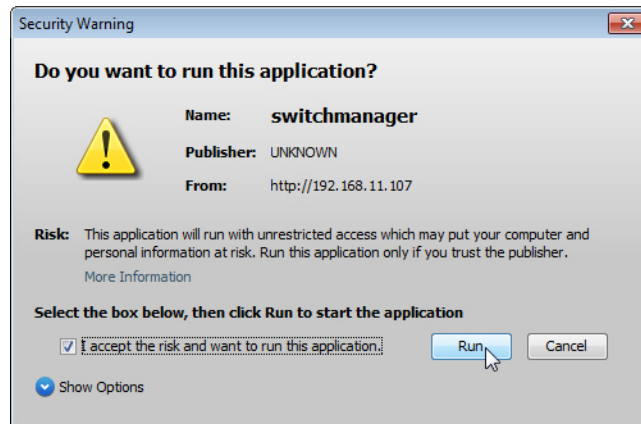 Security Warning
Do you want to run this application?
Name: switchmanager
Publisher: UNKNOWN
From: http://192.168.11.107
Risk: This application will run with unrestricted access which may put your computer and
personal information at risk. Run this application only if you trust the publisher.
More Information
Select the box below, then click Run to start the application
I accept the risk and want to run this application. Run Cancel
Show Options